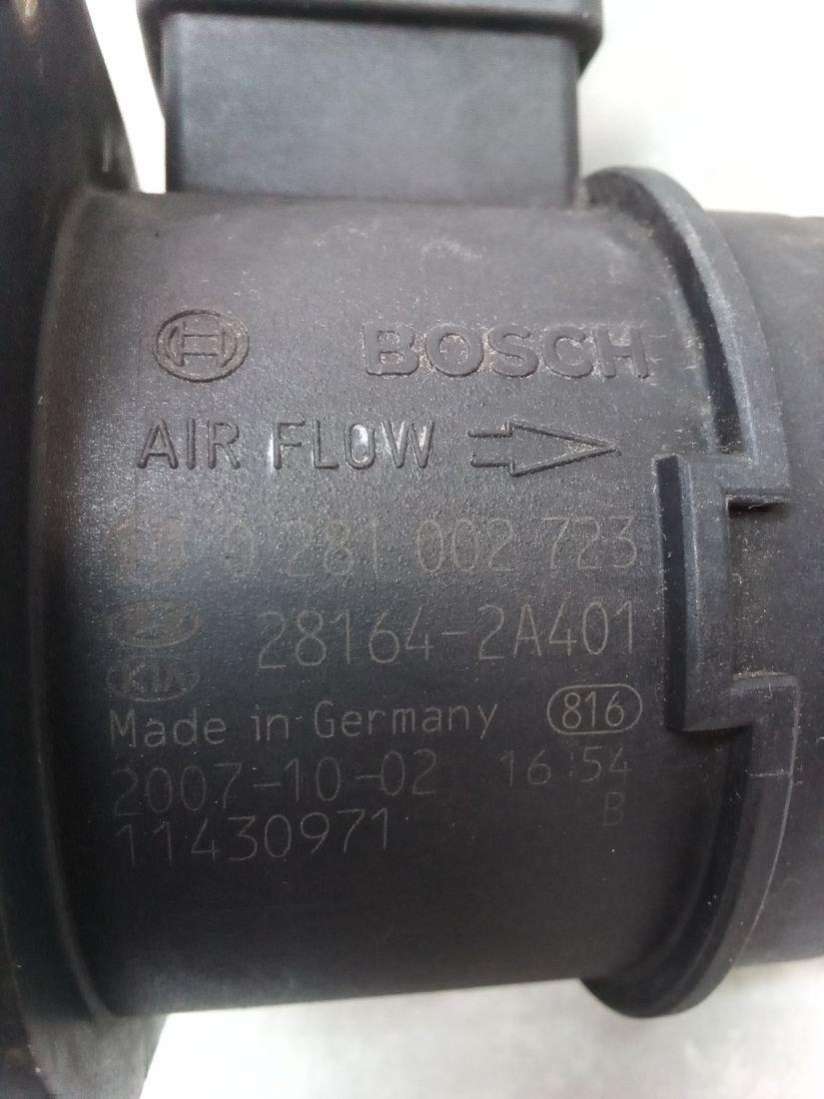 BOSCH
AIR FLOW
0 281 002 723
28164-2A401
KIA
Made in Germany 816
2007-10-02 16:54
B
11430971